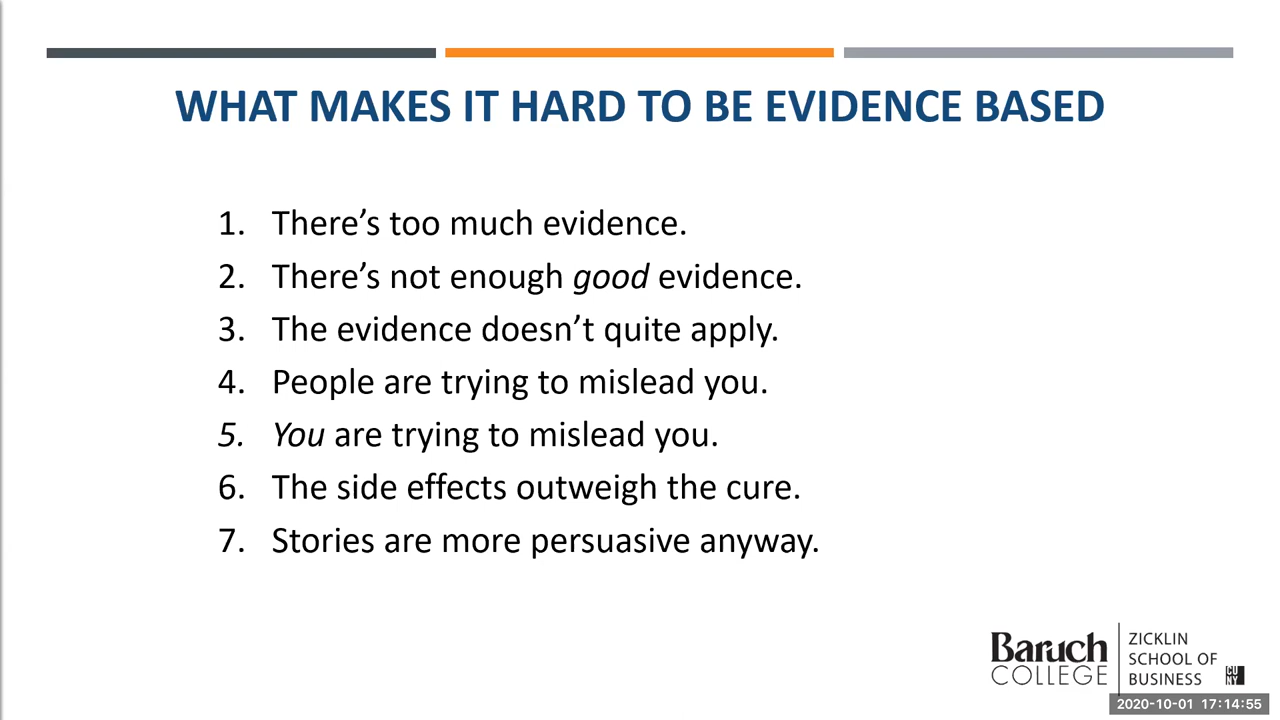 WHAT MAKES IT HARD TO BE EVIDENCE BASED
1. There’s too much evidence.
2. There’s not enough good evidence.
3. The evidence doesn’t quite apply.
4. People are trying to mislead you.
5. You are trying to mislead you.
6. The side effects outweigh the cure.
7. Stories are more persuasive anyway.
Baruch
COLLEGE
ZICKLIN
SCHOOL OF
BUSINESS
CU
NY
2020-10-01 17:14:55